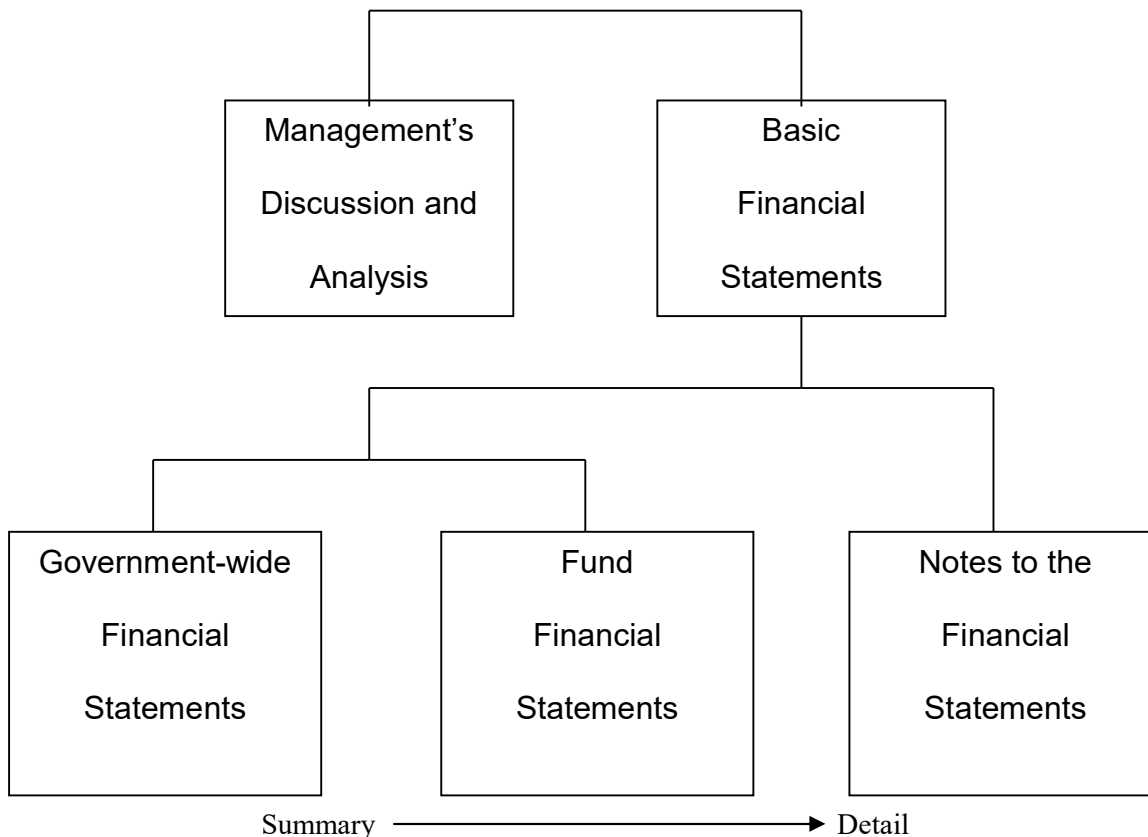 Management’s
Discussion and
Analysis
Basic
Financial
Statements
Government-wide
Financial
Statements
Fund
Financial
Statements
Notes to the
Financial
Statements
Summary
Detail